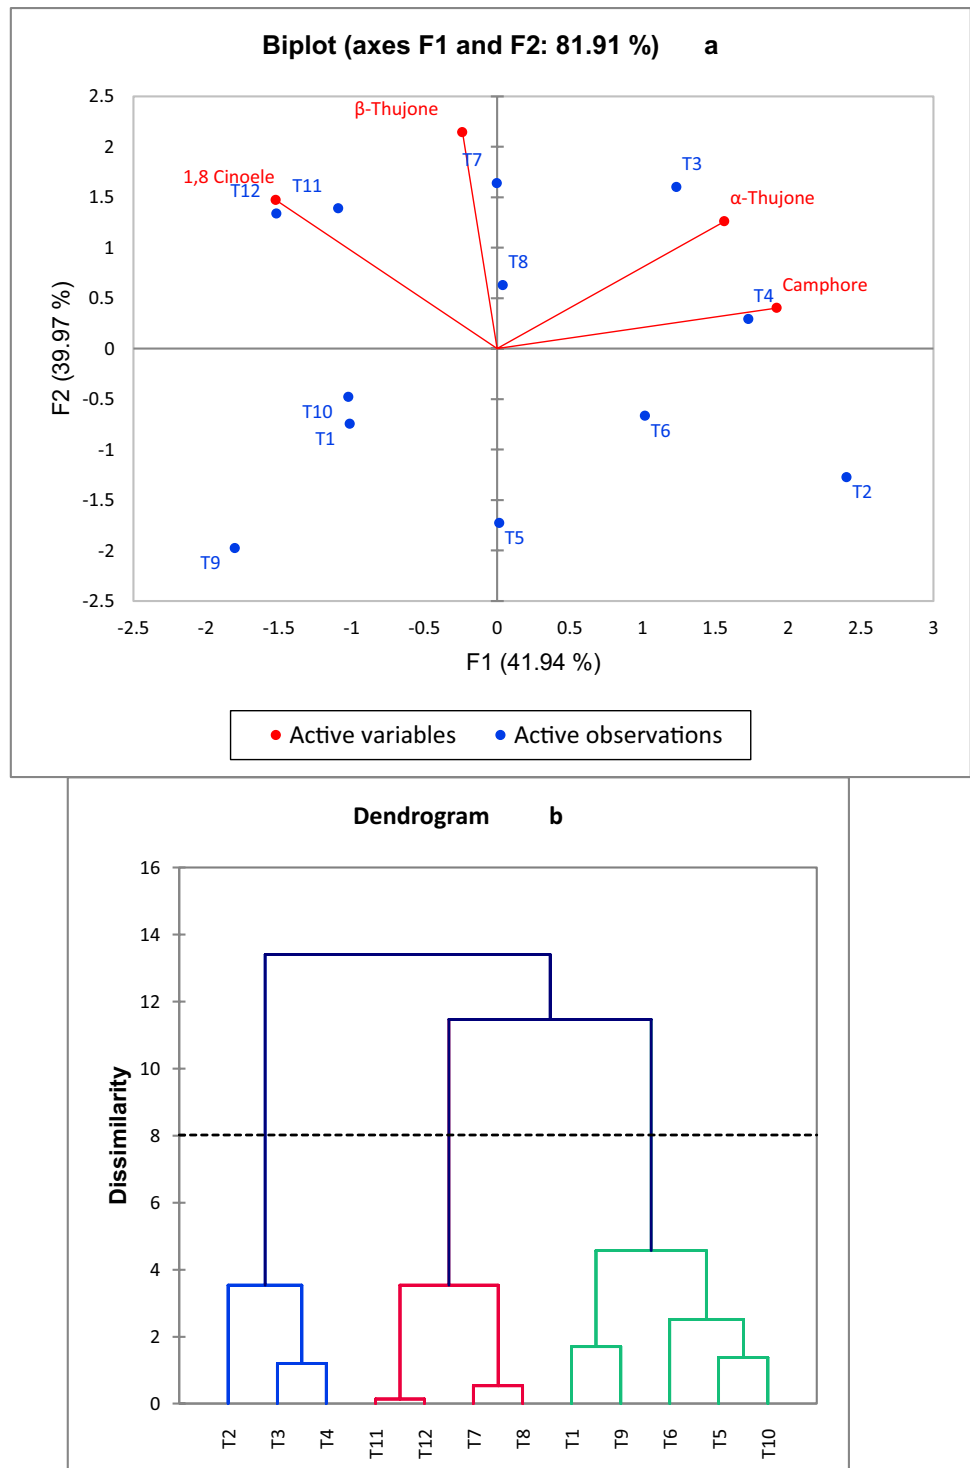 Biplot (axes F1 and F2: 81.91 %) a
β-Thujone
T7
T3
1,8 Cinoele
T12
T11
α-Thujone
T8
T4
Camphore
T10
T1
T6
T2
T5
T9
2.5
2
1.5
1
0.5
0
-0.5
-1
-1.5
-2
-2.5
F2 (39.97 %)
-2.5 -2 -1.5 -1 -0.5 0 0.5 1 1.5 2 2.5 3
F1 (41.94 %)
Active variables Active observations
Dendrogram b
16
14
12
10
8
6
4
2
0
Dissimilarity
T2 T3 T4 T11 T12 T7 T8 T1 T9 T6 T5 T10